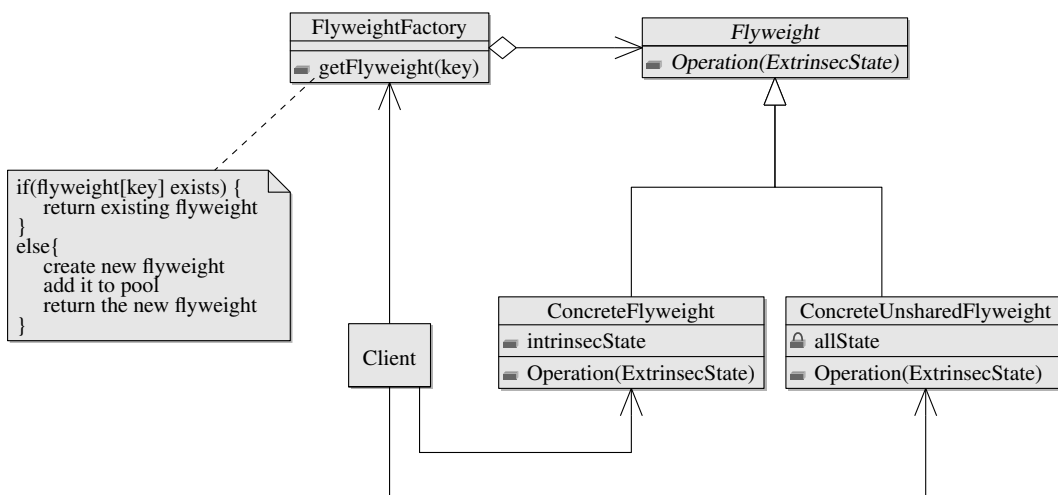 FlyweightFactory
getFlyweight(key)
Flyweight
Operation(ExtrinsecState)
if(flyweight[key] exists) {
return existing flyweight
}
else{
create new flyweight
add it to pool
return the new flyweight
}
Client
ConcreteFlyweight
intrinsecState
Operation(ExtrinsecState)
ConcreteUnsharedFlyweight
allState
Operation(ExtrinsecState)